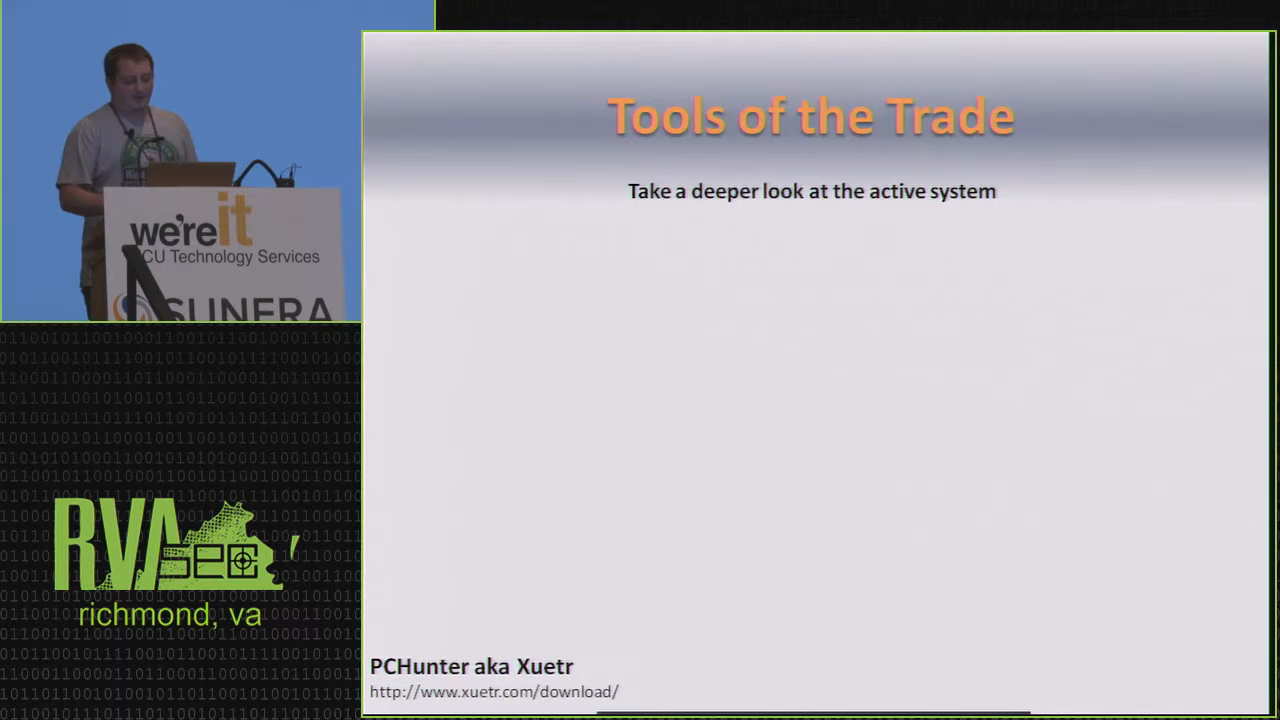 Tools of the Trade
Take a deeper look at the active system
we're it
CU Technology Services
SUNERA
RVA
sec
richmond, va
PCHunter aka Xuetr
http://www.xuetr.com/download/